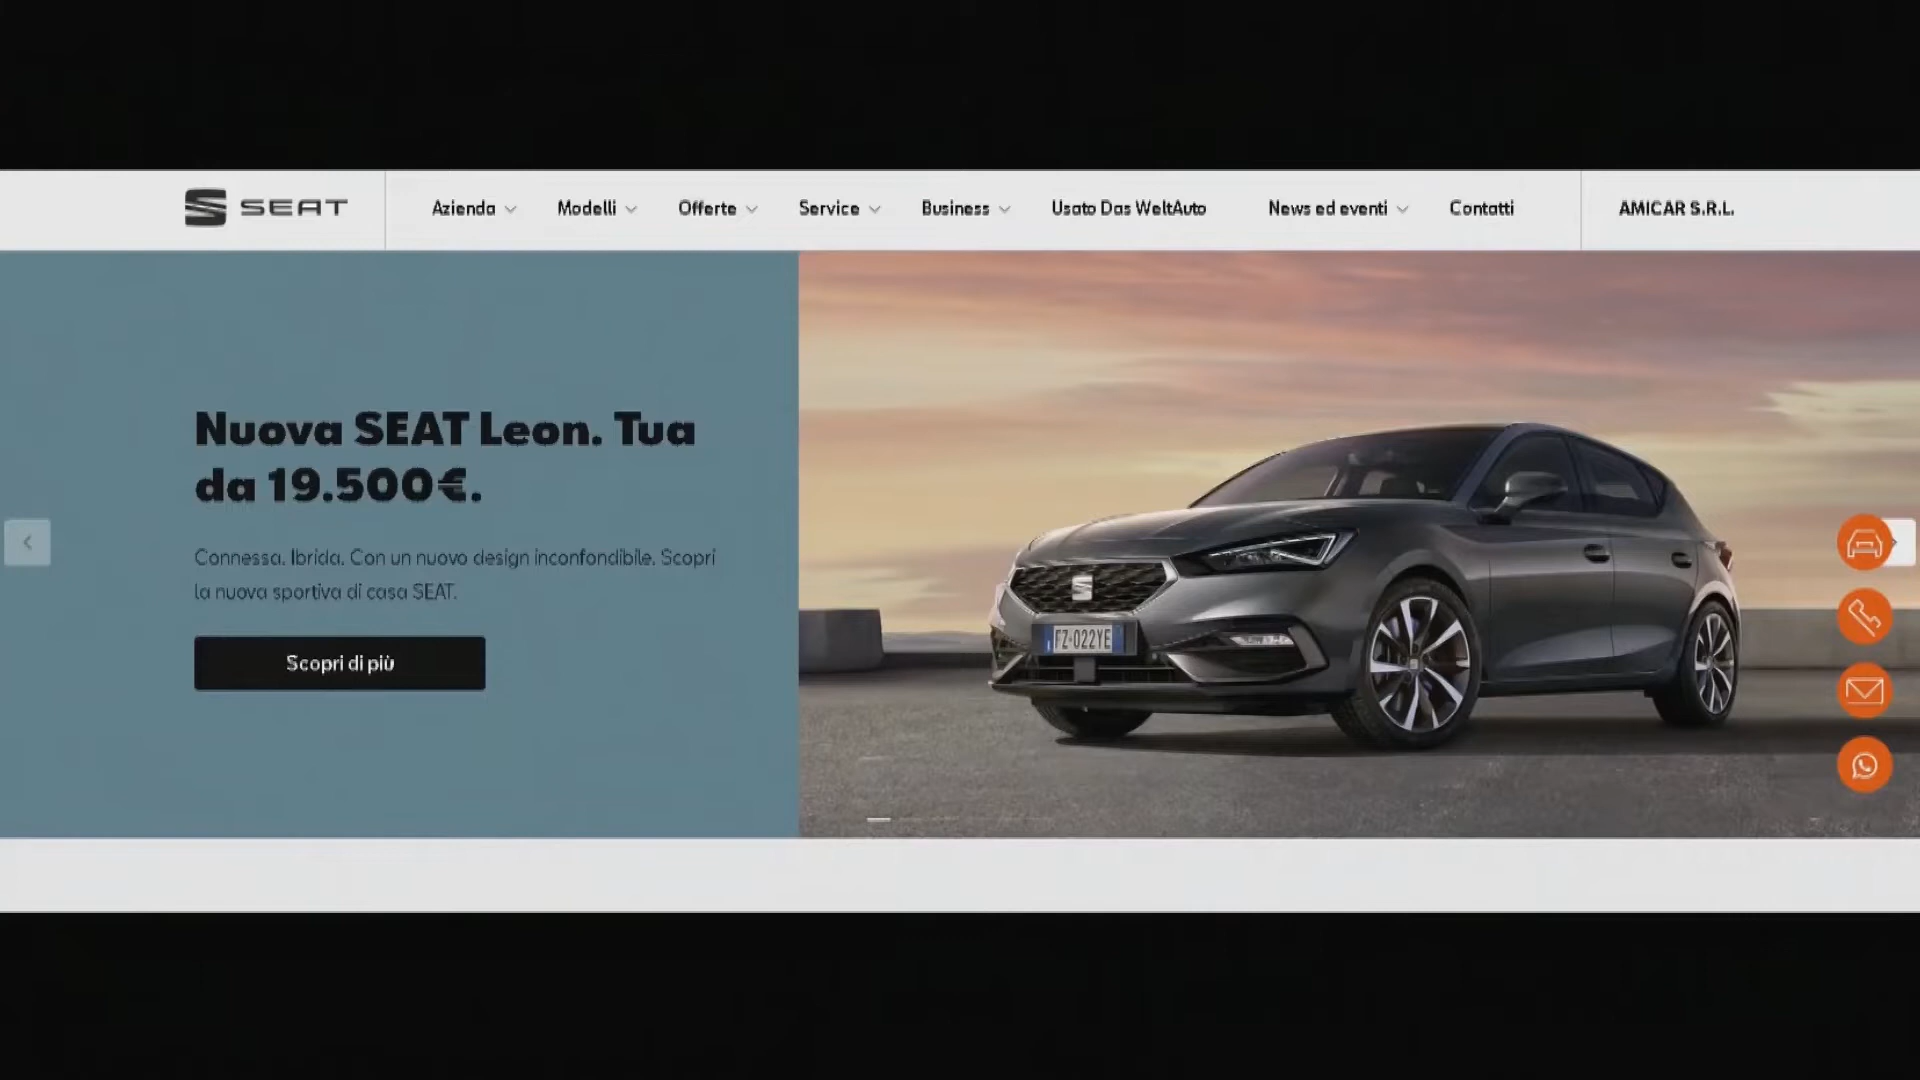 SEAT
Azienda
Modelli
Offerte
Service
Business
Usato Das WeltAuto
News ed eventi
Contatti
AMICAR S.R.L.
Nuova SEAT Leon. Tua
da 19.500€.
Connessa. Ibrida. Con un nuovo design inconfondibile. Scopri
la nuova sportiva di casa SEAT.
Scopri di più
FZ·022YE